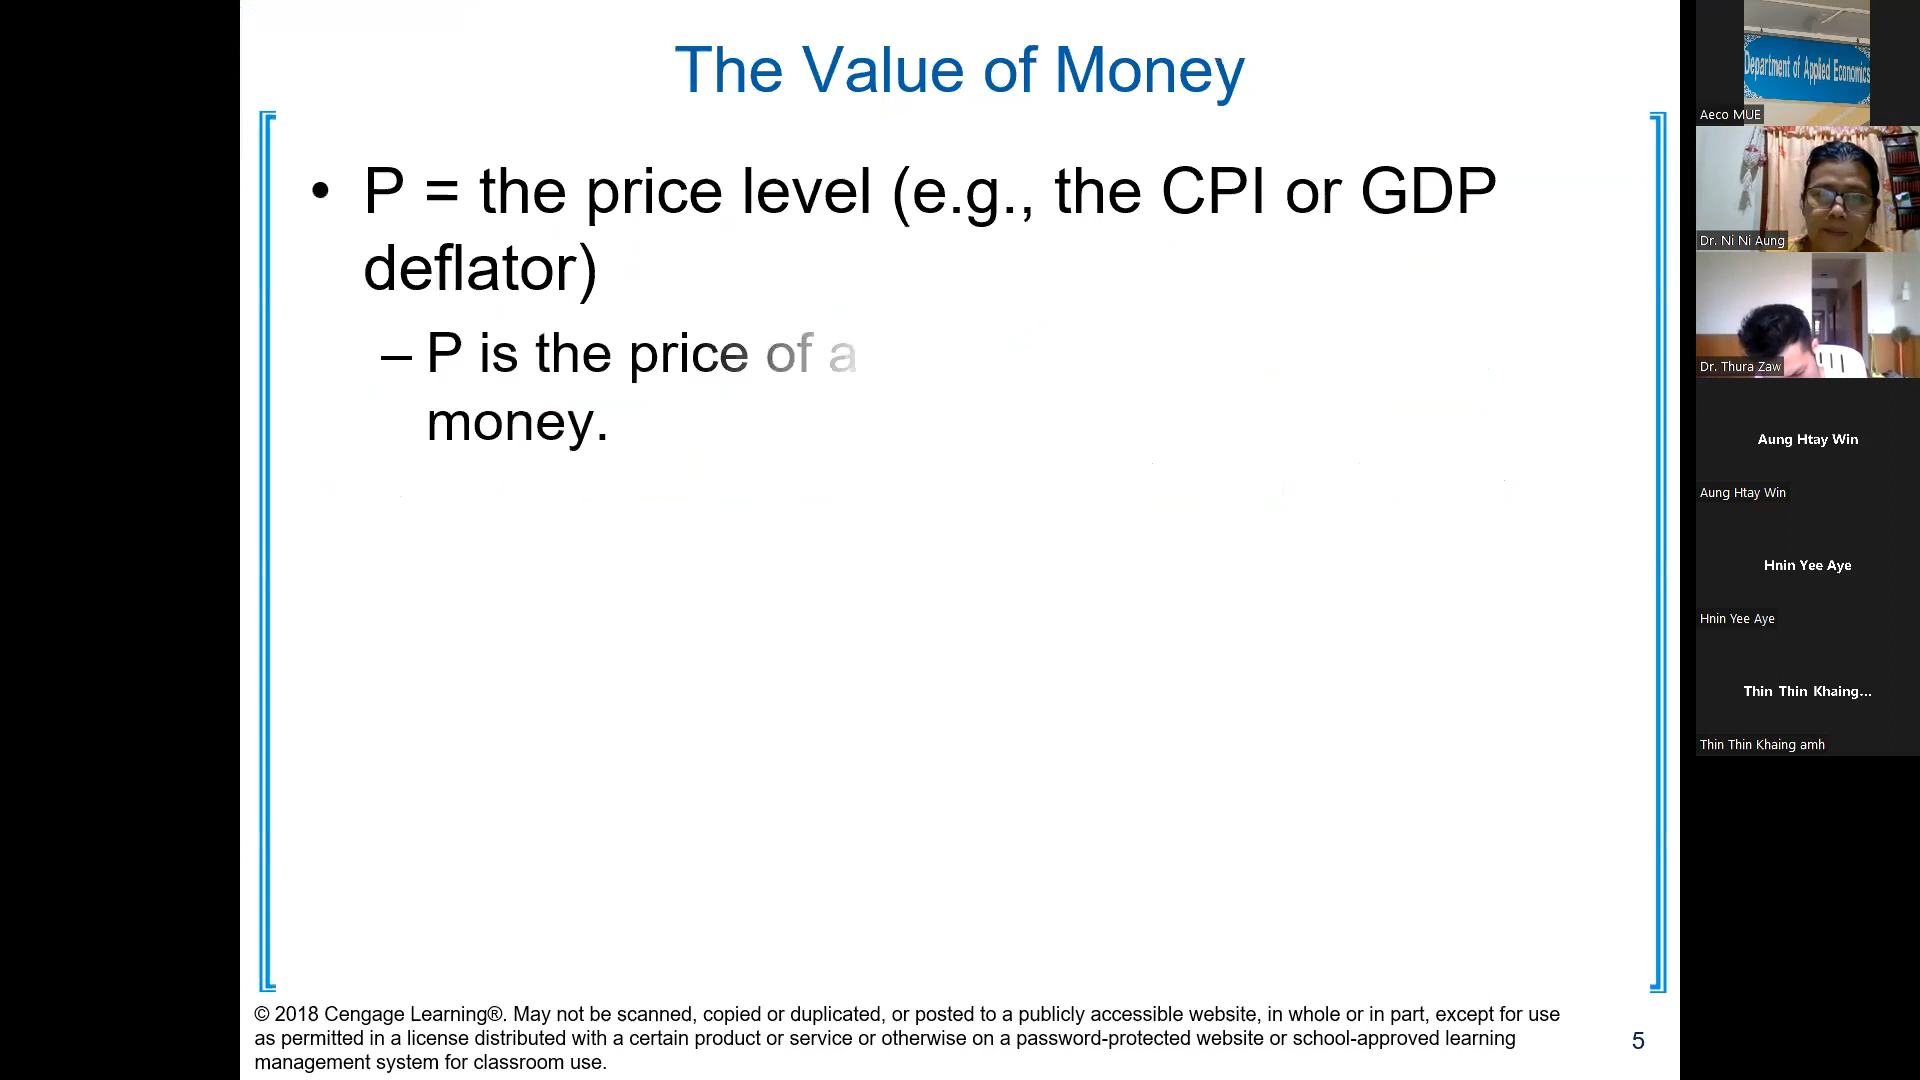 The Value of Money
• P = the price level (e.g., the CPI or GDP
deflator)
– P is the price of a
money.
© 2018 Cengage Learning®. May not be scanned, copied or duplicated, or posted to a publicly accessible website, in whole or in part, except for use
as permitted in a license distributed with a certain product or service or otherwise on a password-protected website or school-approved learning
management system for classroom use.
5
Department of Applied Economics
Aeco MUE
Dr. Ni Ni Aung
Dr. Thura Zaw
Aung Htay Win
Aung Htay Win
Hnin Yee Aye
Hnin Yee Aye
Thin Thin Khaing...
Thin Thin Khaing amh